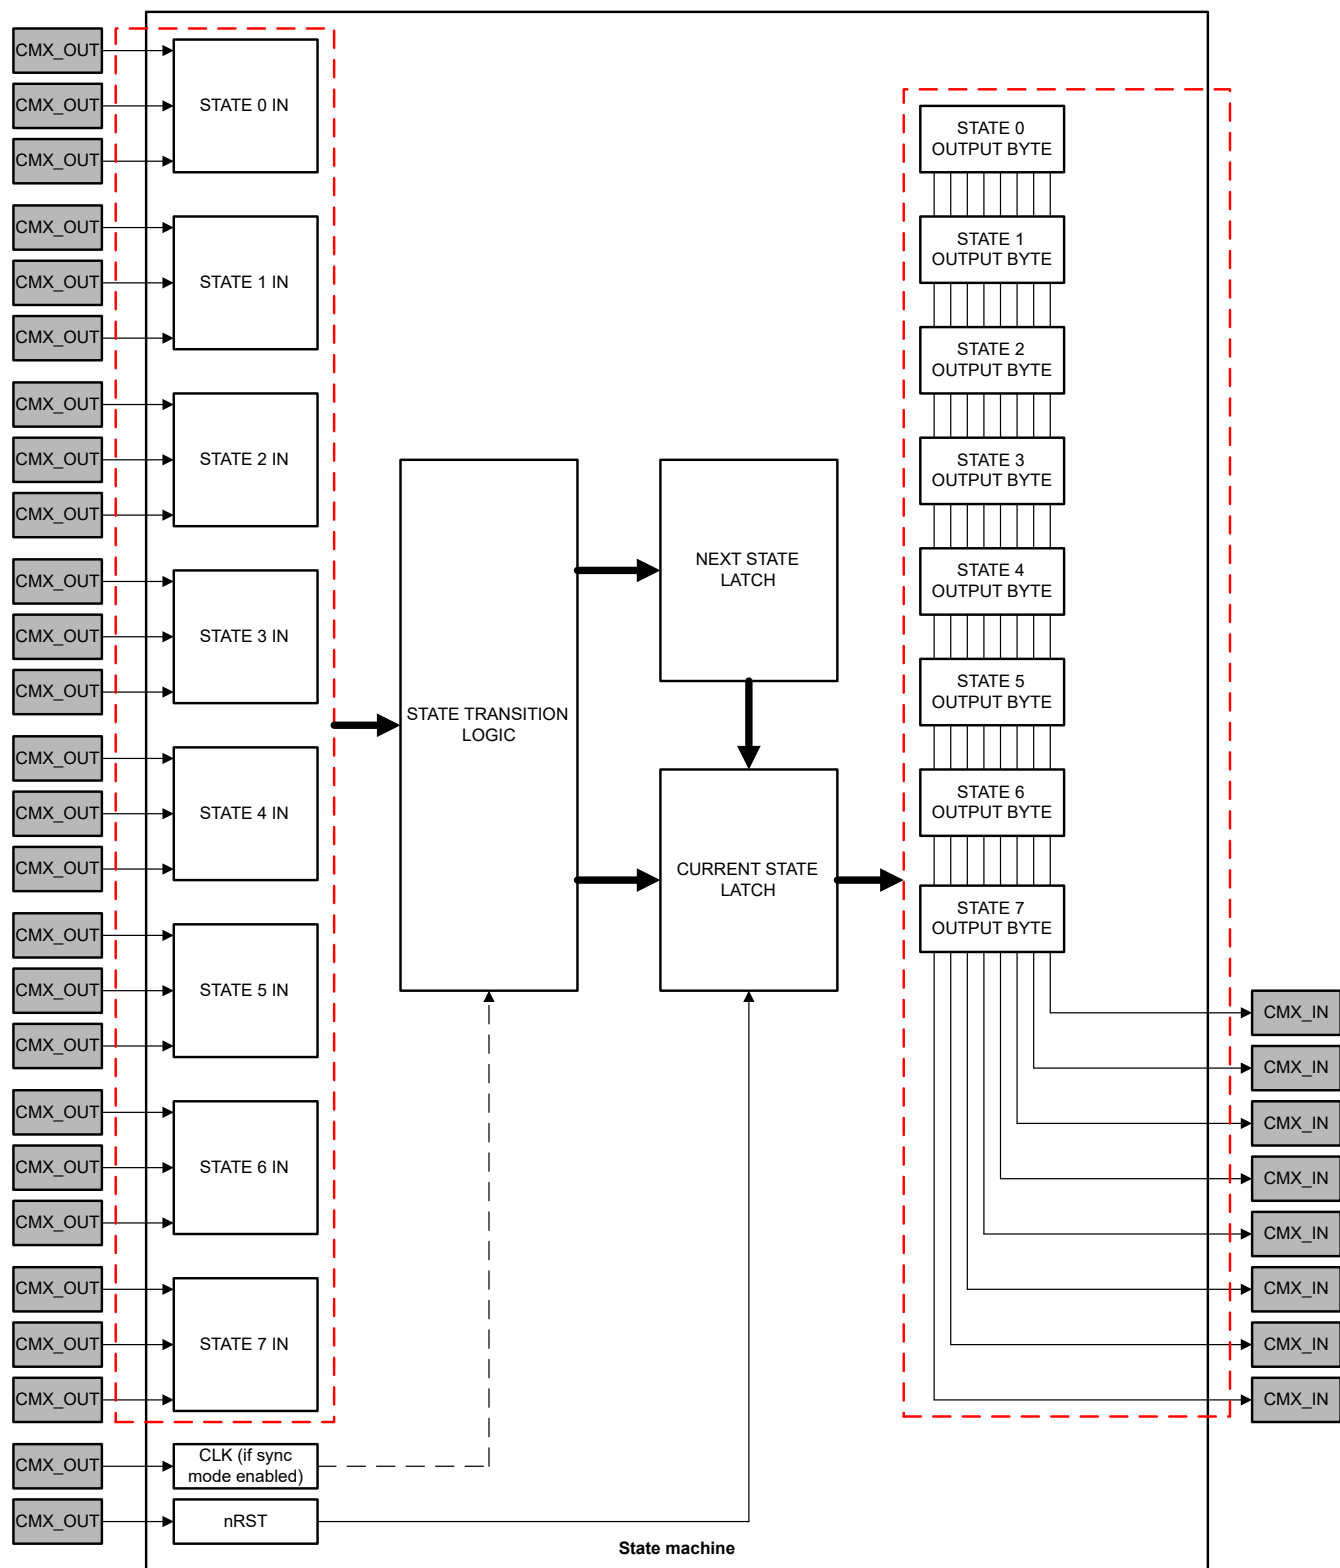 CMX_OUT
CMX_OUT
CMX_OUT
STATE 0 IN
CMX_OUT
CMX_OUT
CMX_OUT
STATE 1 IN
CMX_OUT
CMX_OUT
CMX_OUT
STATE 2 IN
CMX_OUT
CMX_OUT
CMX_OUT
STATE 3 IN
CMX_OUT
CMX_OUT
CMX_OUT
STATE 4 IN
CMX_OUT
CMX_OUT
CMX_OUT
STATE 5 IN
CMX_OUT
CMX_OUT
CMX_OUT
STATE 6 IN
CMX_OUT
CMX_OUT
CMX_OUT
STATE 7 IN
CMX_OUT
CLK (if sync
mode enabled)
CMX_OUT
nRST
STATE TRANSITION
LOGIC
NEXT STATE
LATCH
CURRENT STATE
LATCH
STATE 0
OUTPUT BYTE
STATE 1
OUTPUT BYTE
STATE 2
OUTPUT BYTE
STATE 3
OUTPUT BYTE
STATE 4
OUTPUT BYTE
STATE 5
OUTPUT BYTE
STATE 6
OUTPUT BYTE
STATE 7
OUTPUT BYTE
CMX_IN
CMX_IN
CMX_IN
CMX_IN
CMX_IN
CMX_IN
CMX_IN
CMX_IN
State machine